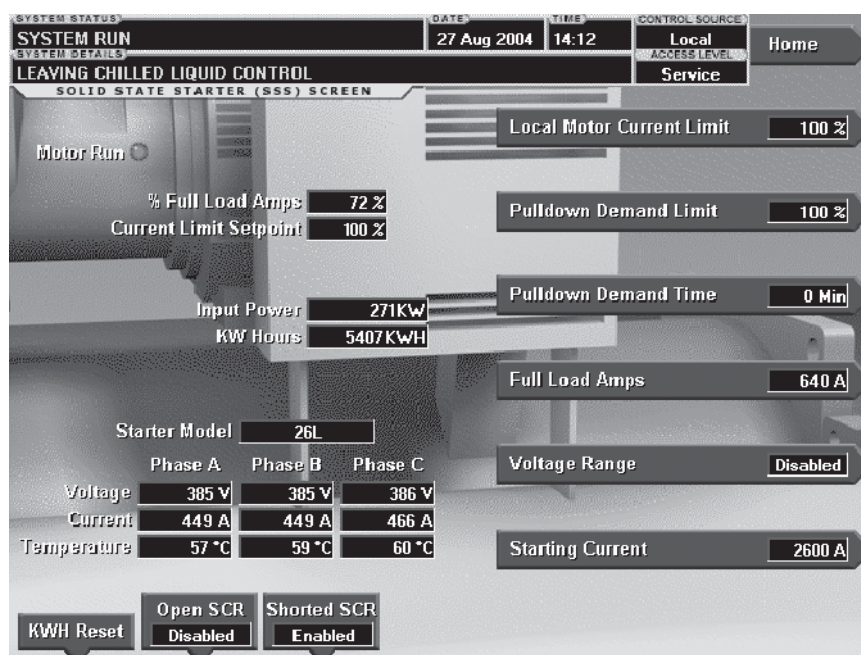 SYSTEM STATUS
SYSTEM RUN
DATE
27 Aug 2004
TIME
14:12
CONTROL SOURCE
Local
Home
SYSTEM DETAILS
LEAVING CHILLED LIQUID CONTROL
ACCESS LEVEL
Service
SOLID STATE STARTER (SSS) SCREEN
Motor Run
Local Motor Current Limit 100 %
% Full Load Amps 72 %
Current Limit Setpoint 100 %
Pulldown Demand Limit 100 %
Input Power 271KW
KW Hours 5407KWH
Pulldown Demand Time 0 Min
Full Load Amps 640 A
Starter Model 26L
Phase A Phase B Phase C
Voltage 385 V 385 V 386 V
Current 449 A 449 A 466 A
Temperature 57 °C 59 °C 60 °C
Voltage Range Disabled
Starting Current 2600 A
KWH Reset
Open SCR
Disabled
Shorted SCR
Enabled